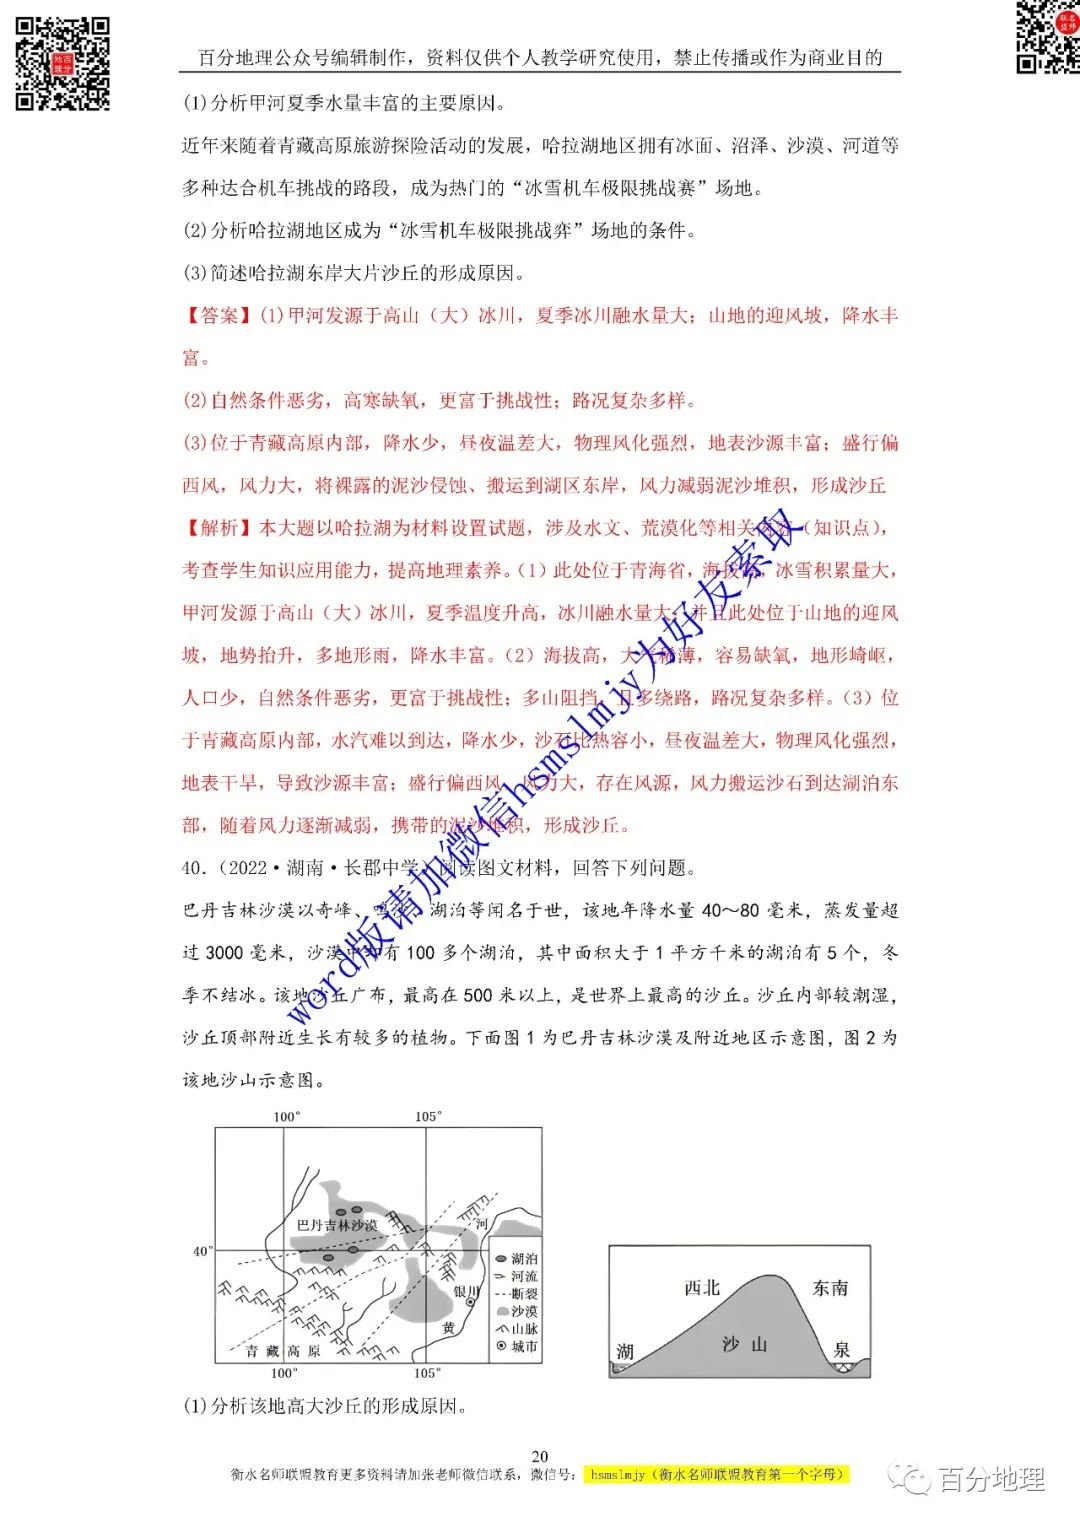 百分地理公众号编辑制作，资料仅供个人教学研究使用，禁止传播或作为商业目的
(1)分析甲河夏季水量丰富的主要原因。
近年来随着青藏高原旅游探险活动的发展，哈拉湖地区拥有冰面、沼泽、沙漠、河道等
多种达合机车挑战的路段，成为热门的“冰雪机车极限挑战赛”场地。
(2)分析哈拉湖地区成为“冰雪机车极限挑战弈”场地的条件。
(3)简述哈拉湖东岸大片沙丘的形成原因。
【答案】(1)甲河发源于高山（大）冰川，夏季冰川融水量大；山地的迎风坡，降水丰
富。
(2)自然条件恶劣，高寒缺氧，更富于挑战性；路况复杂多样。
(3)位于青藏高原内部，降水少，昼夜温差大，物理风化强烈，地表沙源丰富；盛行偏
西风，风力大，将裸露的泥沙侵蚀、搬运到湖区东岸，风力减弱泥沙堆积，形成沙丘
【解析】本大题以哈拉湖为材料设置试题，涉及水文、荒漠化等相关（知识点），
考查学生知识应用能力，提高地理素养。（1）此处位于青海省，海拔高，冰雪积累量大，
甲河发源于高山（大）冰川，夏季温度升高，冰川融水量大；并且此处位于山地的迎风
坡，地势抬升，多地形雨，降水丰富。（2）海拔高，大气稀薄，容易缺氧，地形崎岖，
人口少，自然条件恶劣，更富于挑战性；多山阻挡，且多绕路，路况复杂多样。（3）位
于青藏高原内部，水汽难以到达，降水少，沙石比热容小，昼夜温差大，物理风化强烈，
地表干旱，导致沙源丰富；盛行偏西风，风力大，存在风源，风力搬运沙石到达湖泊东
部，随着风力逐渐减弱，携带的泥沙堆积，形成沙丘。
word版请加微信hsmslmjy为好友索取
40．（2022·湖南·长郡中学）阅读图文材料，回答下列问题。
巴丹吉林沙漠以奇峰、鸣沙、湖泊等闻名于世，该地年降水量 40～80 毫米，蒸发量超
过 3000 毫米，沙漠中却有 100 多个湖泊，其中面积大于 1 平方千米的湖泊有 5 个，冬
季不结冰。该地沙丘广布，最高在 500 米以上，是世界上最高的沙丘。沙丘内部较潮湿，
沙丘顶部附近生长有较多的植物。下面图 1 为巴丹吉林沙漠及附近地区示意图，图 2 为
该地沙山示意图。
100° 105°
巴丹吉林沙漠
河
40°
银川
黄
青藏高原
湖泊
河流
断裂
沙漠
山脉
城市
100° 105°
西北 东南
沙山
湖 泉
(1)分析该地高大沙丘的形成原因。
20
衡水名师联盟教育更多资料请加张老师微信联系，微信号： hsmslmjy（衡水名师联盟教育第一个字母）
百分地理